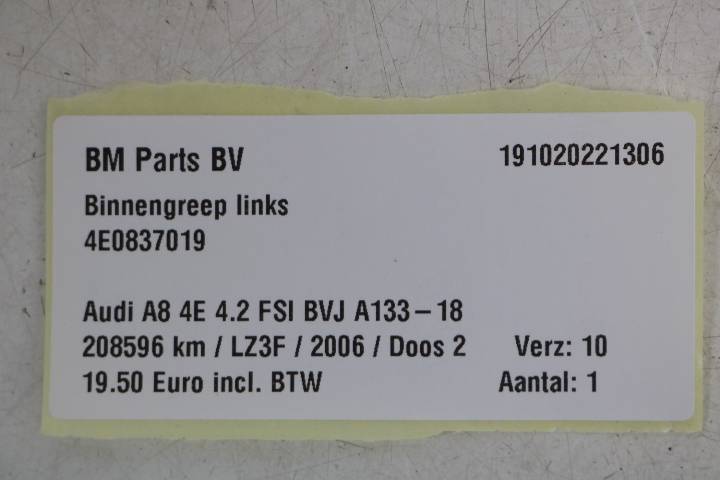 BM Parts BV 191020221306
Binnengreep links
4E0837019
Audi A8 4E 4.2 FSI BVJ A133-18
208596 km / LZ3F / 2006 / Doos 2 Verz: 10
19.50 Euro incl. BTW Aantal: 1